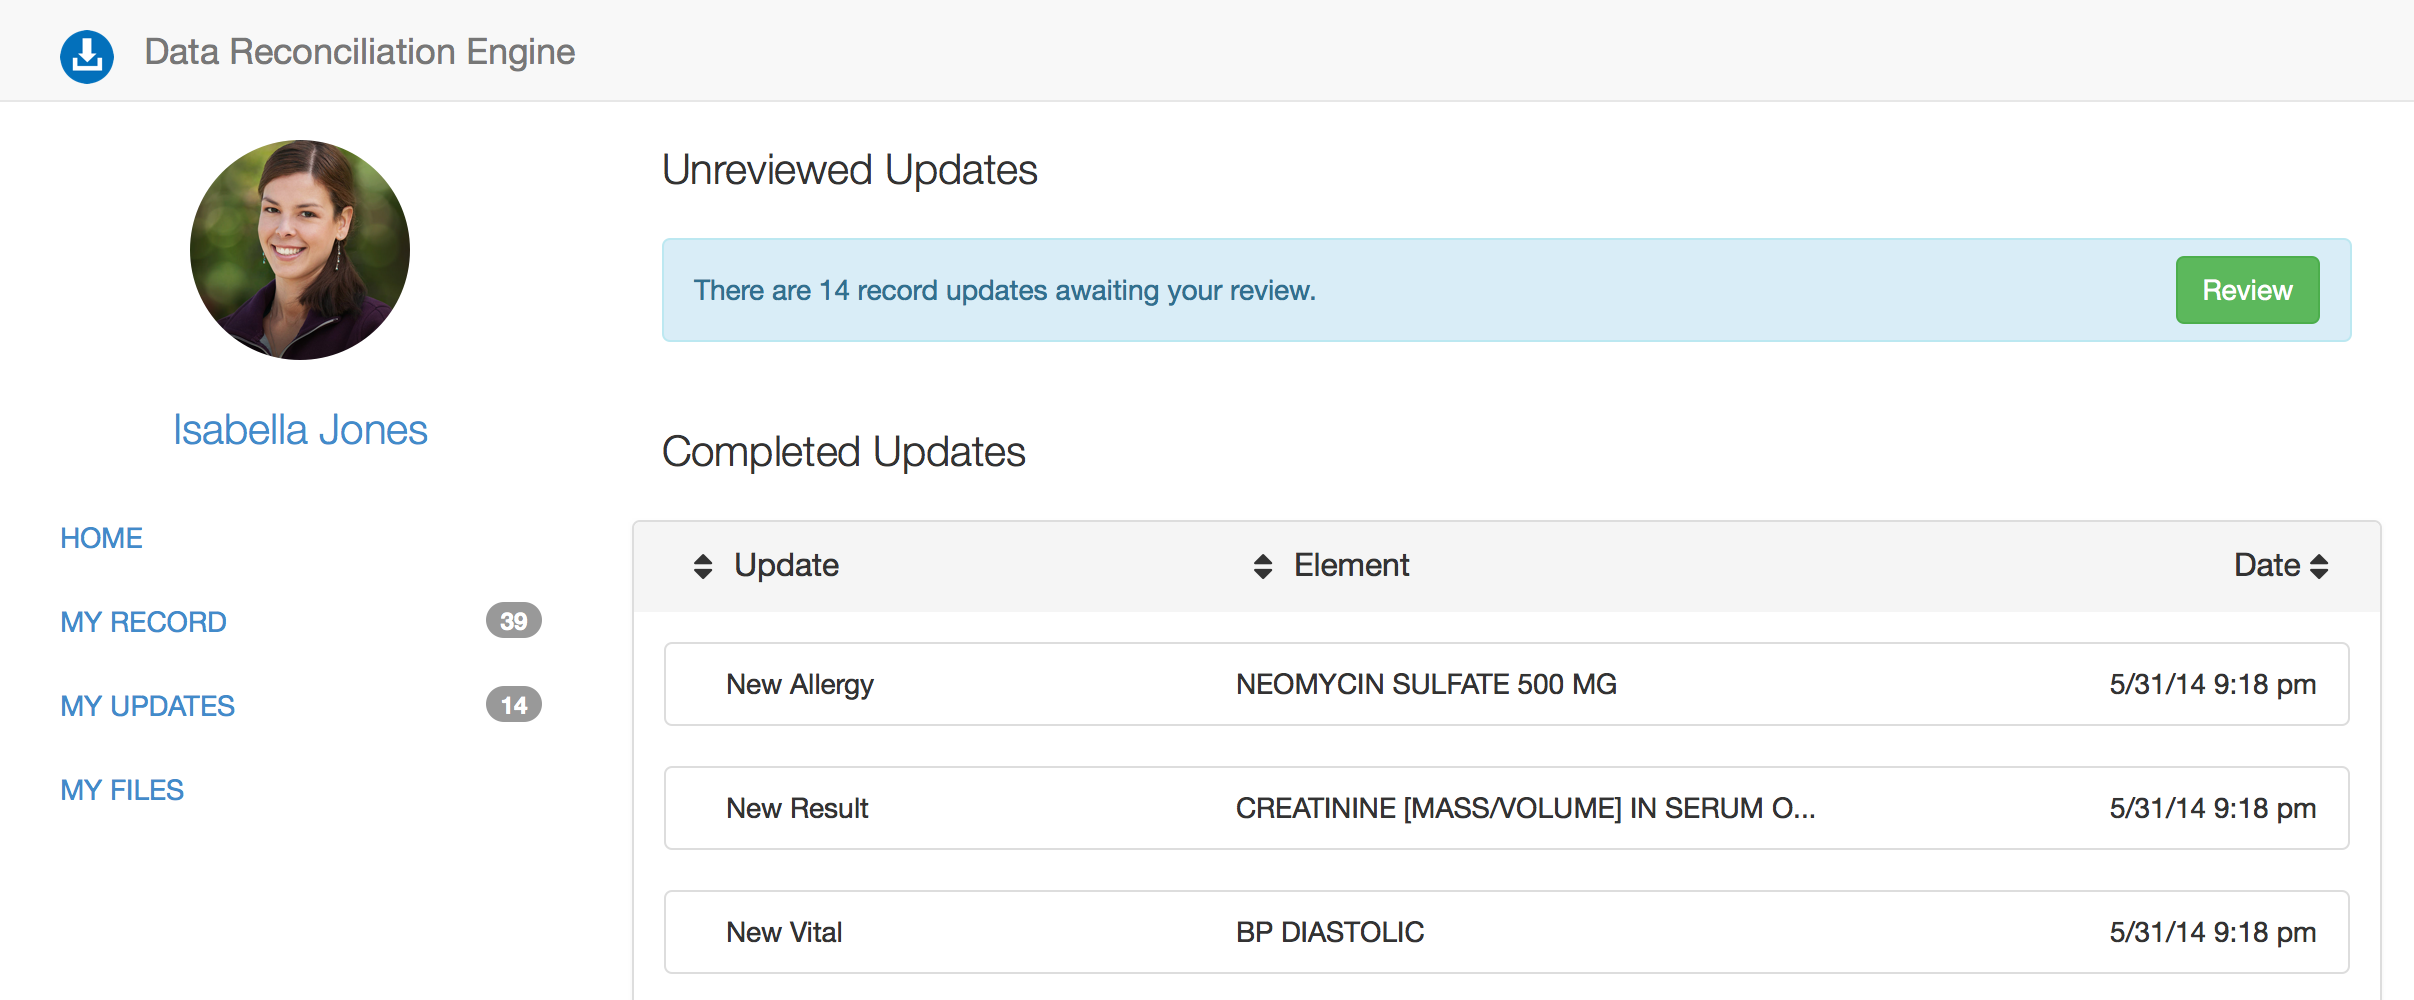 Data Reconciliation Engine
Isabella Jones
HOME
MY RECORD 39
MY UPDATES 14
MY FILES
Unreviewed Updates
There are 14 record updates awaiting your review. Review
Completed Updates
Update Element Date
New Allergy NEOMYCIN SULFATE 500 MG 5/31/14 9:18 pm
New Result CREATININE [MASS/VOLUME] IN SERUM O... 5/31/14 9:18 pm
New Vital BP DIASTOLIC 5/31/14 9:18 pm